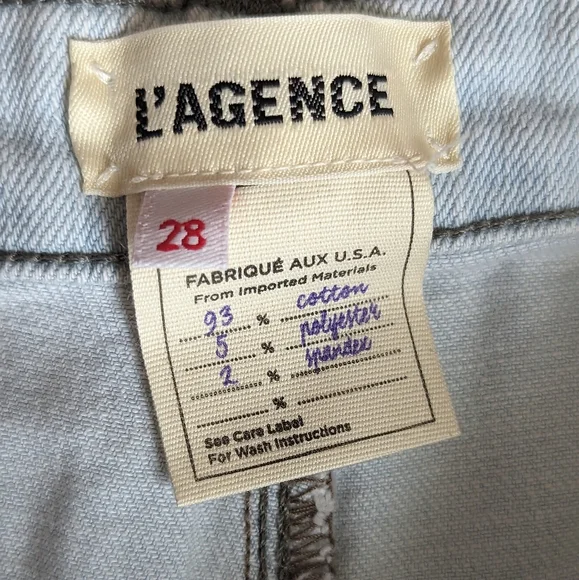 L'AGENCE
28
FABRIQUÉ AUX U.S.A.
From Imported Materials
93 % cotton
5 % polyester
2 % spandex
%
See Care Label
For Wash Instructions